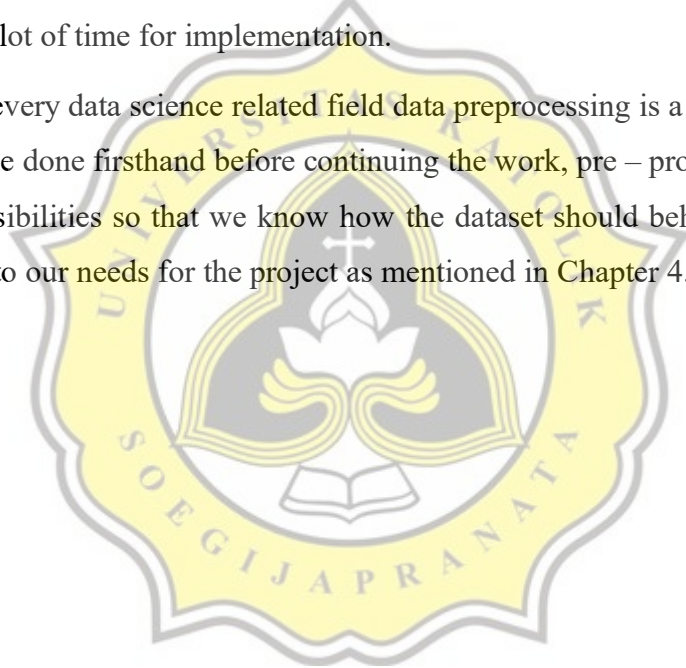 lot of time for implementation.
every data science related field data preprocessing is a
e done firsthand before continuing the work, pre – pro
sibilities so that we know how the dataset should beh
to our needs for the project as mentioned in Chapter 4.
UNIVERSITAS KATOLIK
SOEGIJAPRANATA